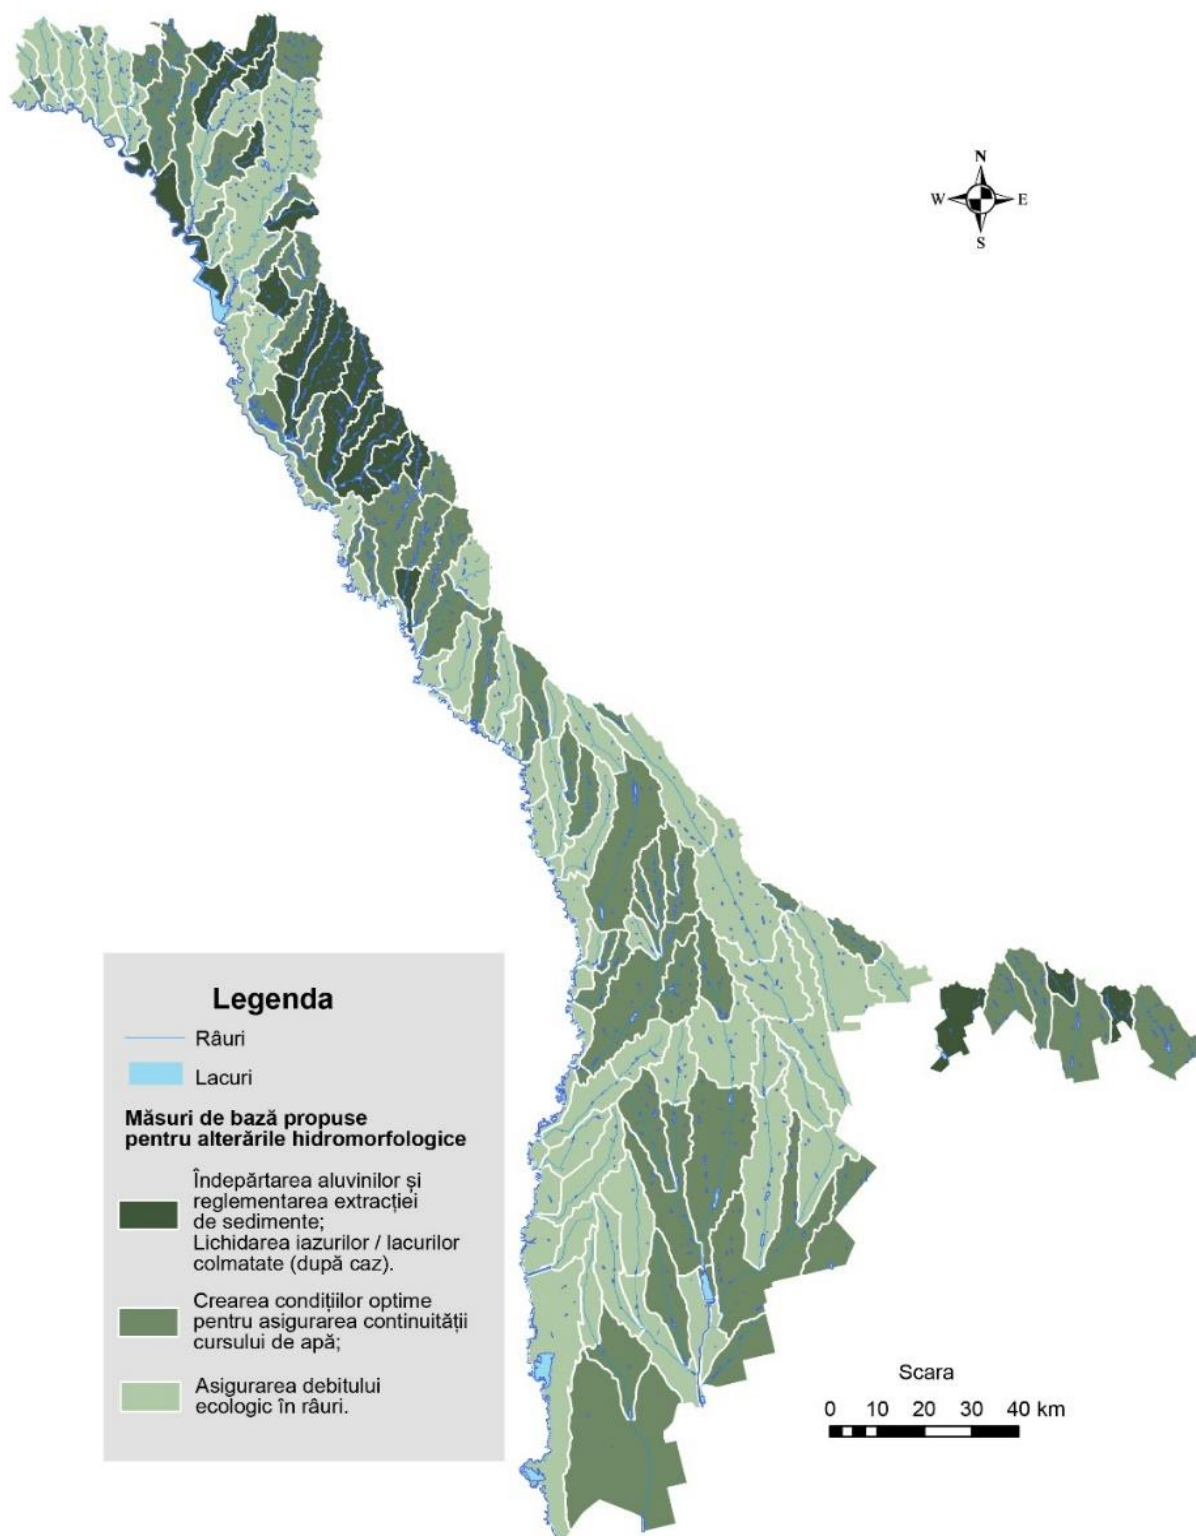 N
W E
S
Legenda
Râuri
Lacuri
Măsuri de bază propuse
pentru alterările hidromorfologice
Îndepărtarea aluvinilor și
reglementarea extracției
de sedimente;
Lichidarea iazurilor / lacurilor
colmatate (după caz).
Crearea condițiilor optime
pentru asigurarea continuității
cursului de apă;
Asigurarea debitului
ecologic în râuri.
Scara
0 10 20 30 40 km